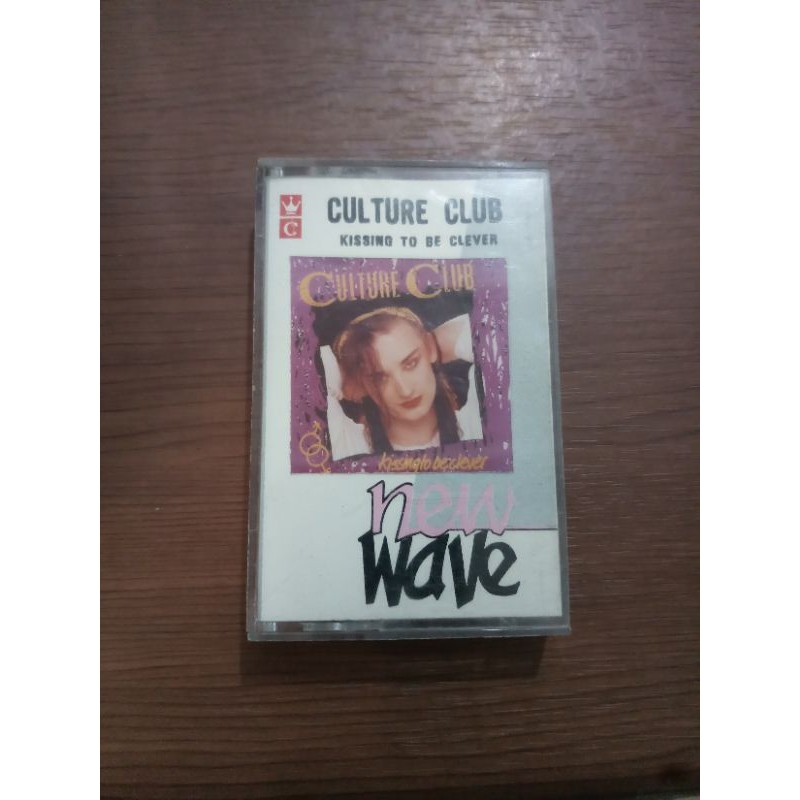 C
CULTURE CLUB
KISSING TO BE CLEVER
CULTURE CLUB
kissing to be clever
new
wave